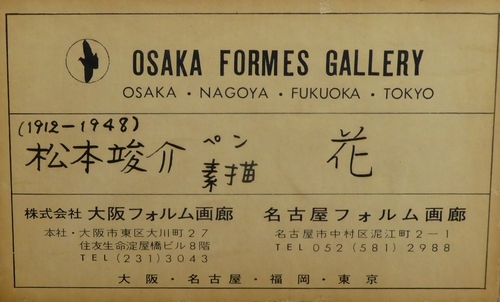 OSAKA FORMES GALLERY
OSAKA・NAGOYA・FUKUOKA・TOKYO
(1912-1948)
松本竣介 ペン素描 花
株式会社 大阪フォルム画廊
本社・大阪市東区大川町27
住友生命淀屋橋ビル8階
TEL (231) 3043
名古屋フォルム画廊
名古屋市中村区泥江町2-1
TEL 052 (581) 2988
大阪・名古屋・福岡・東京